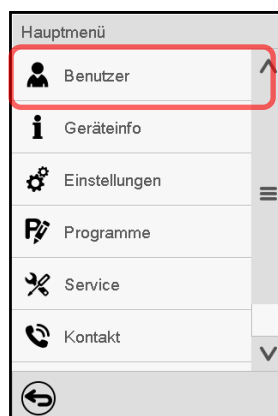 Hauptmenü
Benutzer
Geräteinfo
Einstellungen
Programme
Service
Kontakt